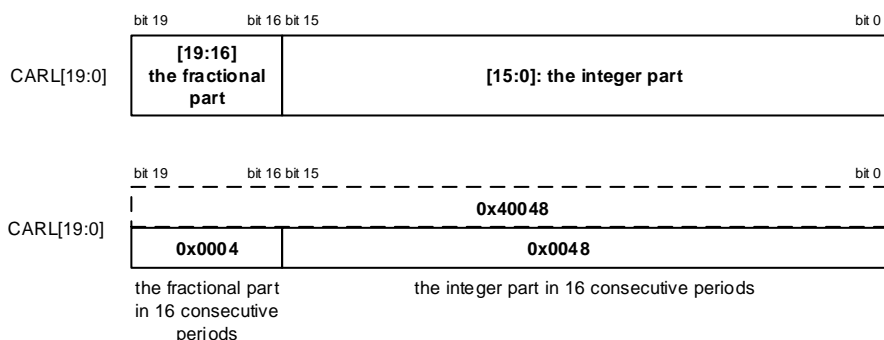 bit 19 bit 16 bit 15 bit 0
CARL[19:0]
[19:16]
the fractional
part
[15:0]: the integer part
bit 19 bit 16 bit 15 bit 0
CARL[19:0]
0x40048
0x0004 0x0048
the fractional part
in 16 consecutive
periods
the integer part in 16 consecutive periods